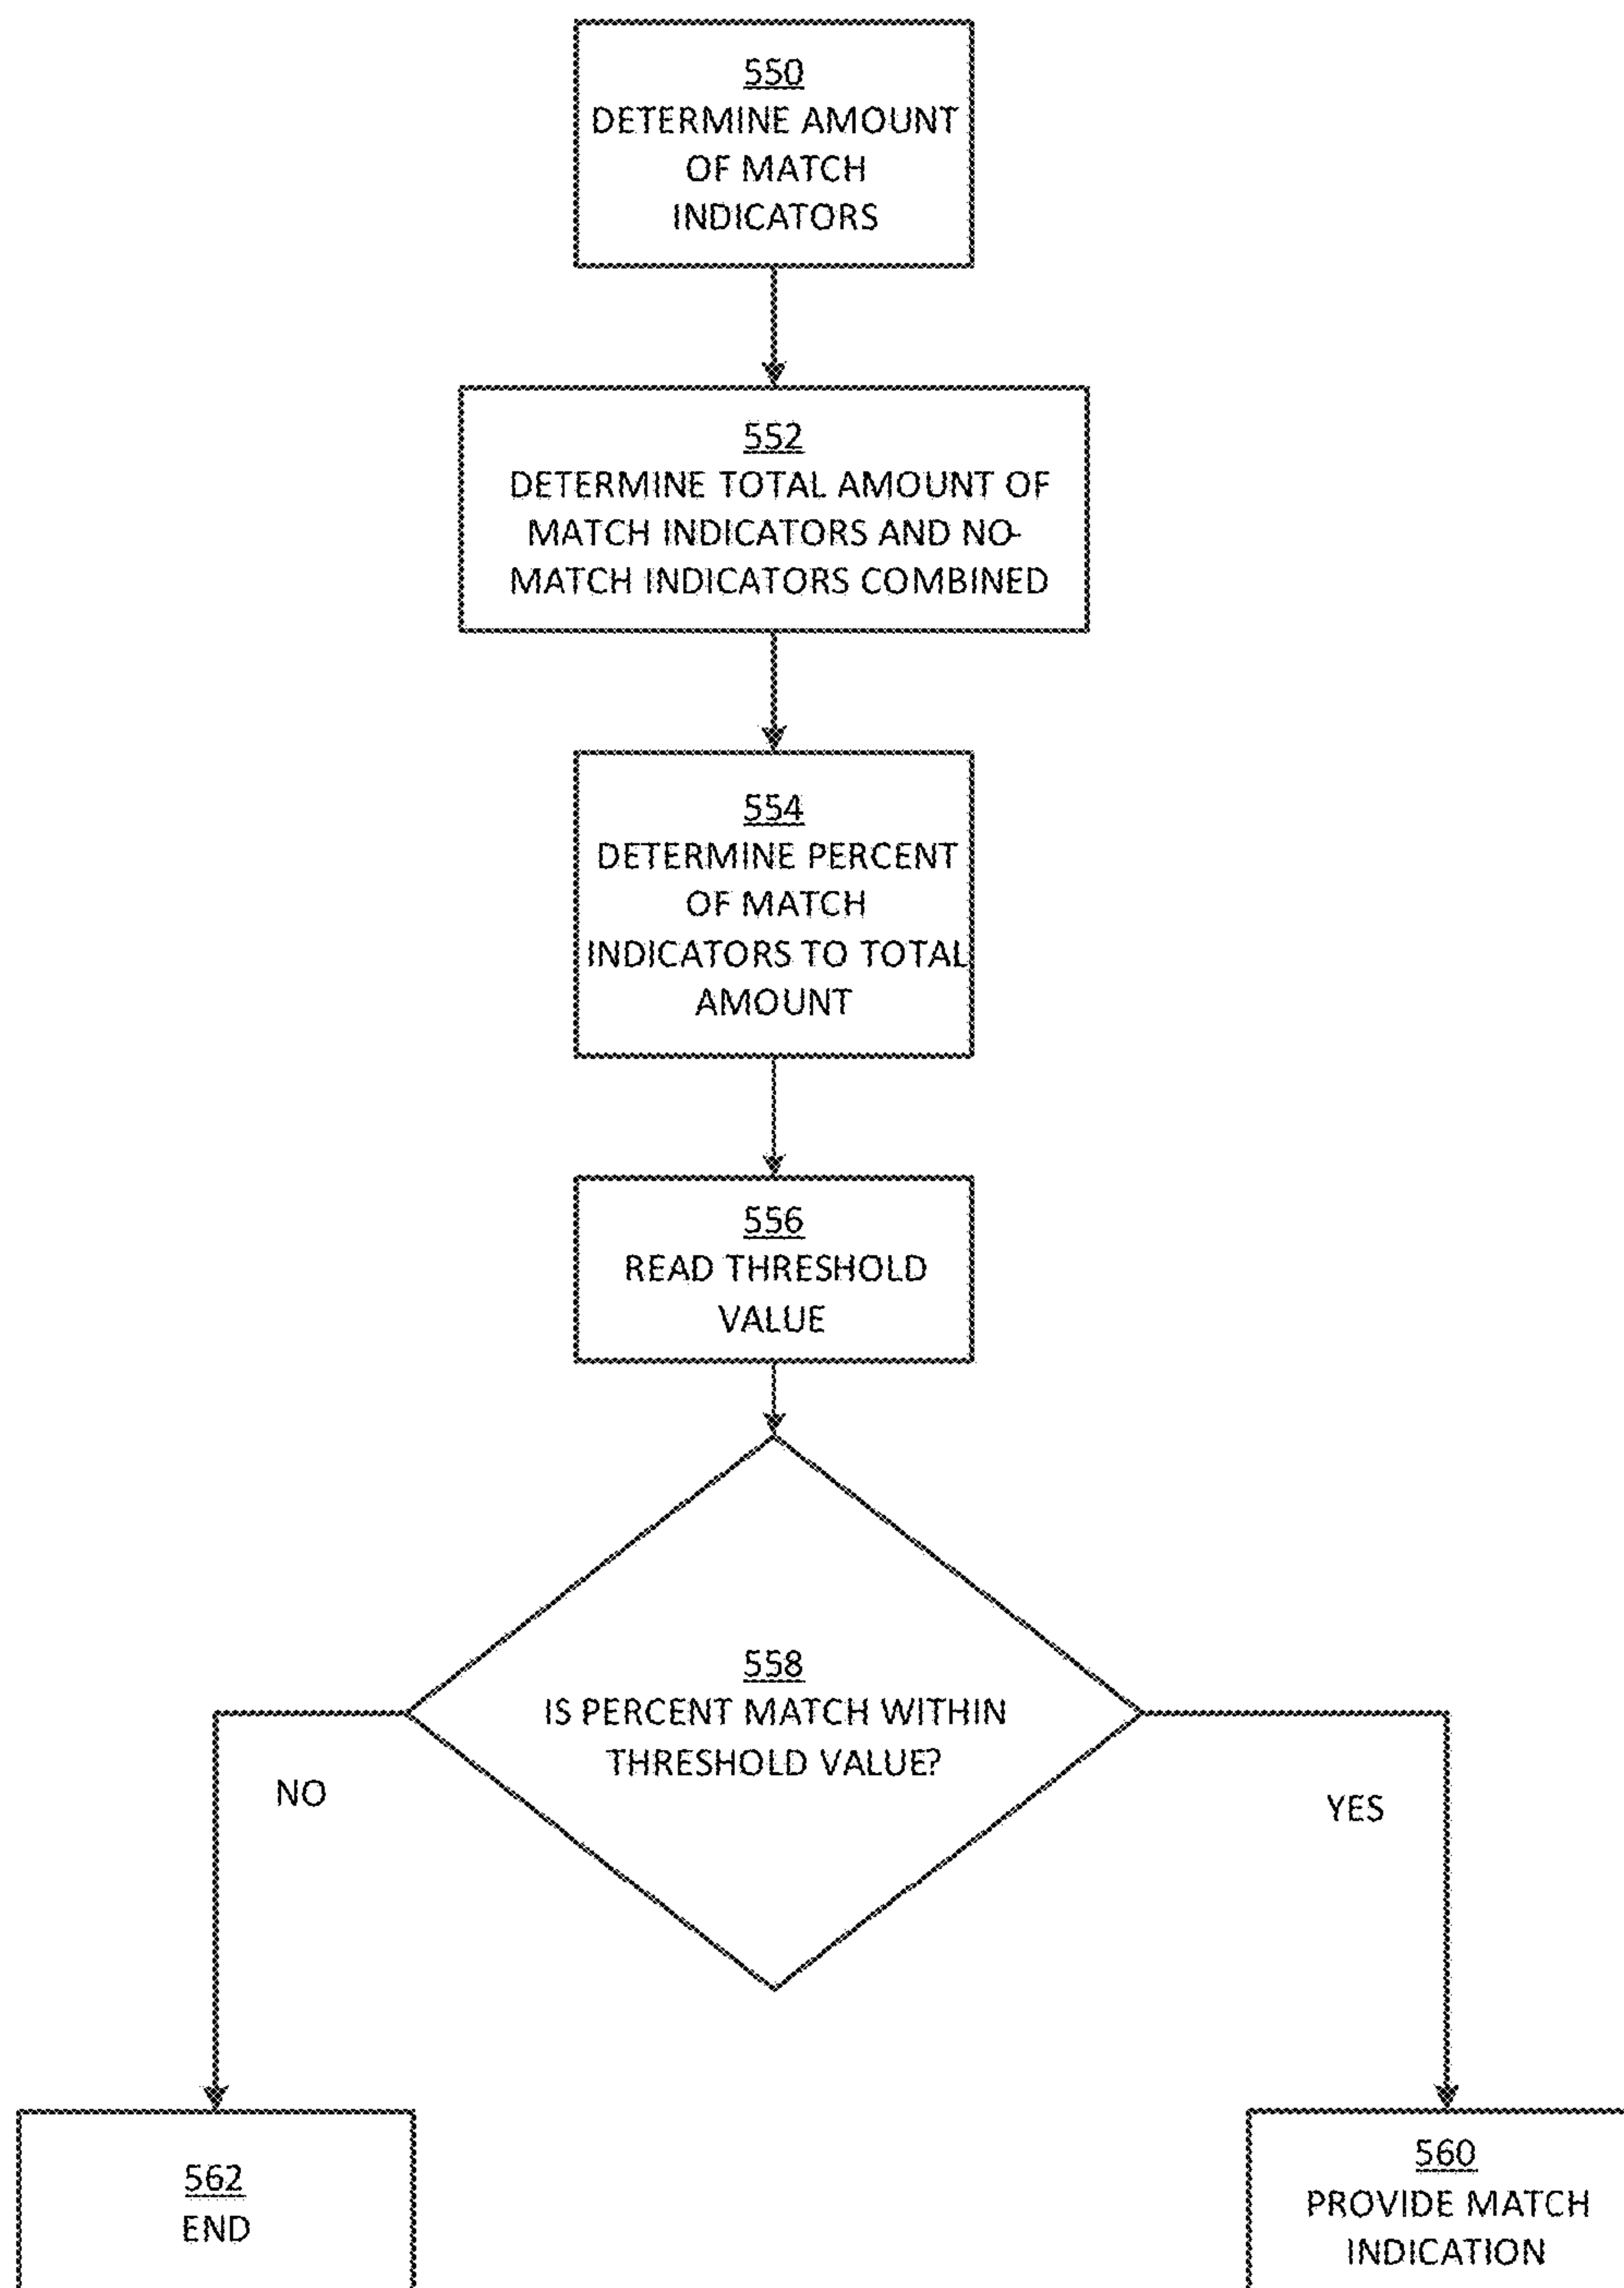 550
DETERMINE AMOUNT
OF MATCH
INDICATORS
552
DETERMINE TOTAL AMOUNT OF
MATCH INDICATORS AND NO-
MATCH INDICATORS COMBINED
554
DETERMINE PERCENT
OF MATCH
INDICATORS TO TOTAL
AMOUNT
556
READ THRESHOLD
VALUE
558
IS PERCENT MATCH WITHIN
THRESHOLD VALUE?
NO
YES
562
END
560
PROVIDE MATCH
INDICATION